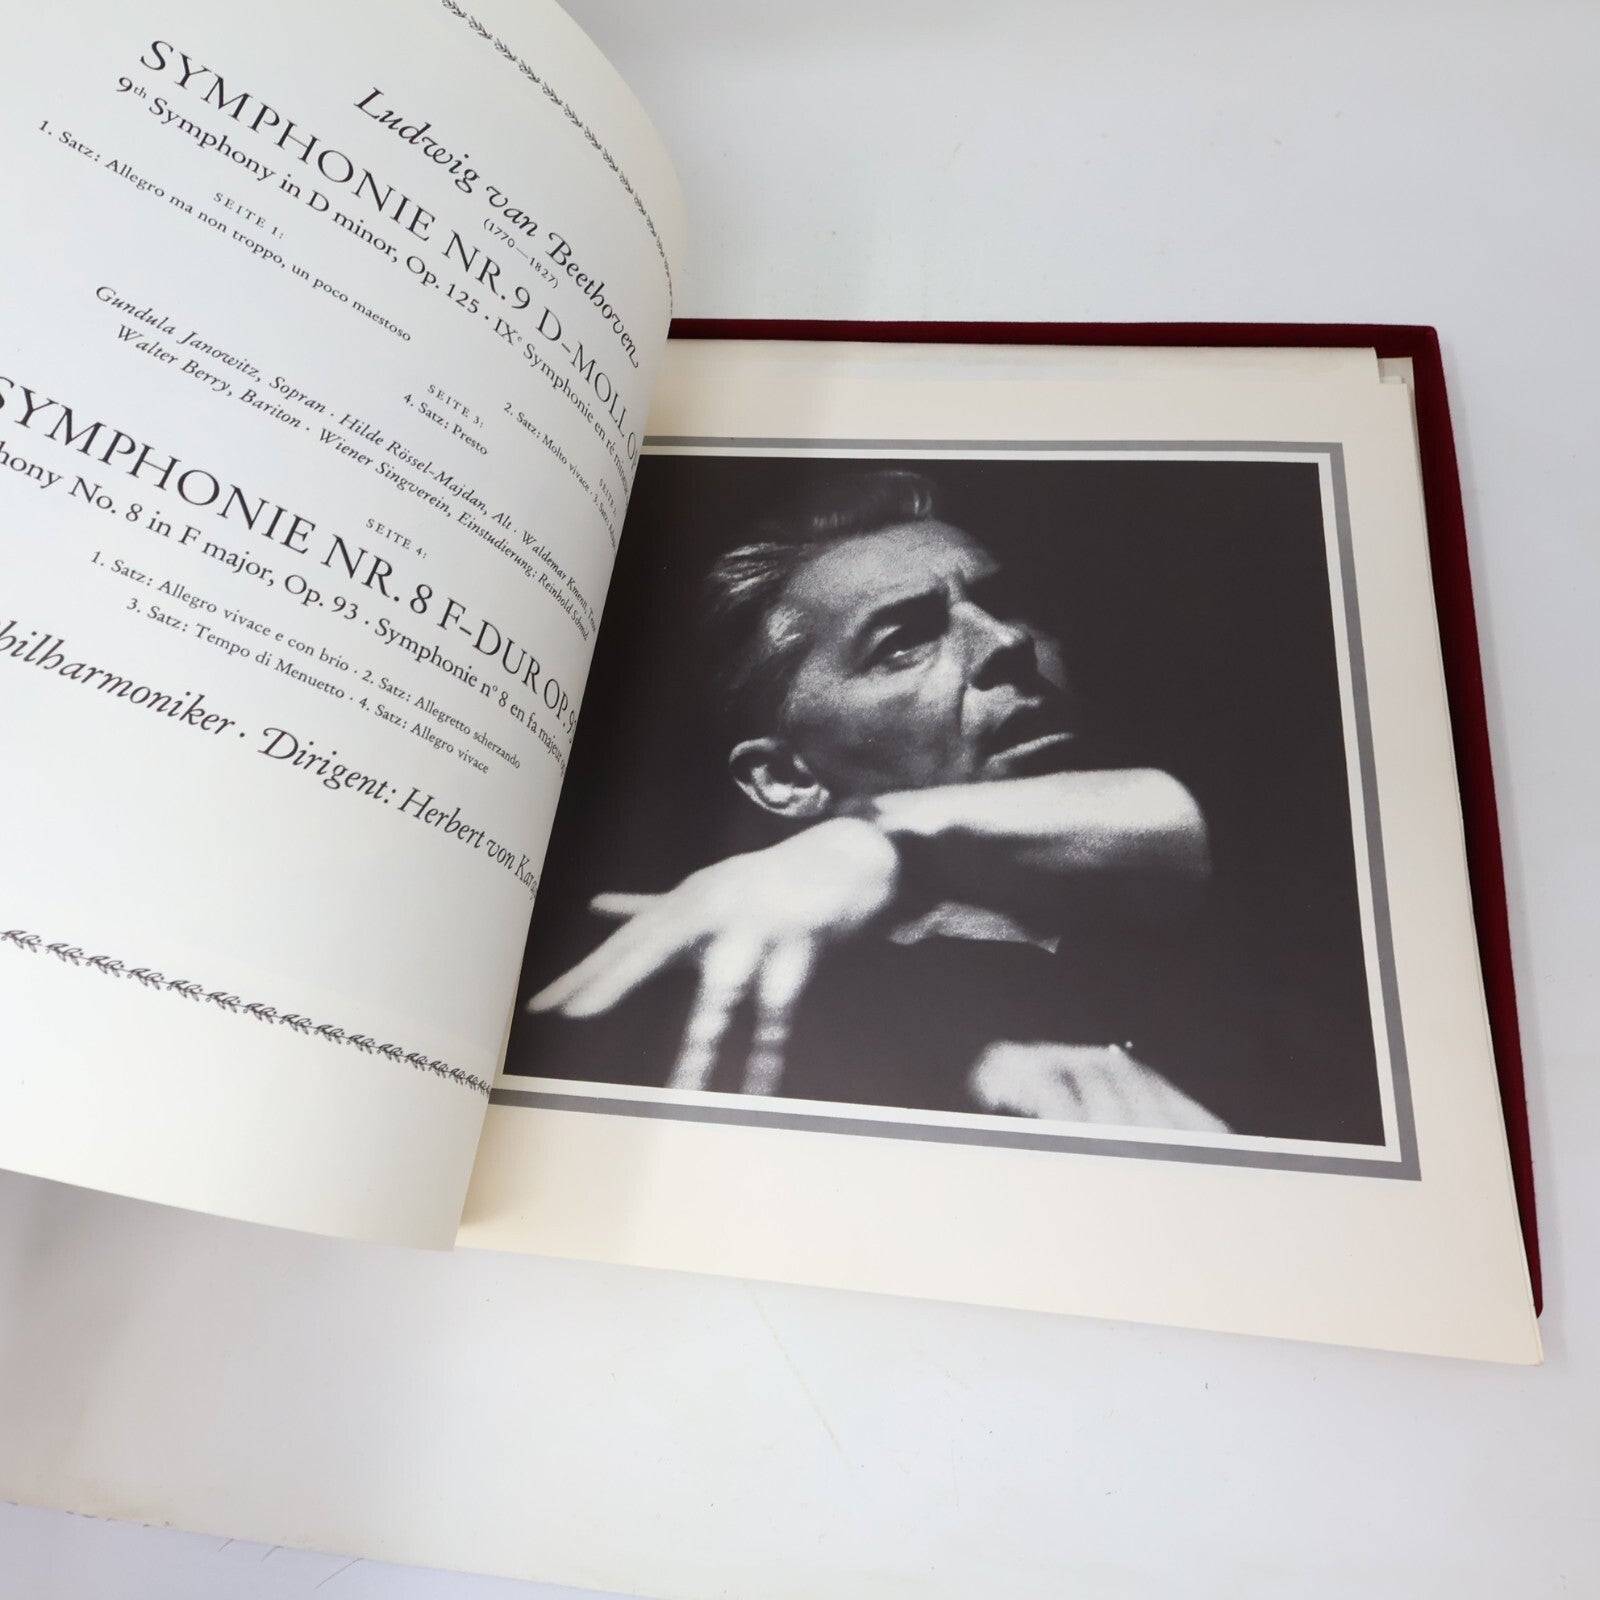 Ludwig van Beethoven
(1770—1827)
SYMPHONIE NR. 9 D-MOLL
9th Symphony in D minor, Op. 125 · IXe Symphonie en ré mineur
SEITE 1:
1. Satz: Allegro ma non troppo, un poco maestoso
2. Satz: Molto vivace · 3. Satz:
SEITE 3:
4. Satz: Presto
Gundula Janowitz, Sopran · Hilde Rössel-Majdan, Alt · Waldemar Kmentt,
Walter Berry, Bariton · Wiener Singverein, Einstudierung: Reinhold Schmid
SEITE 4:
SYMPHONIE NR. 8 F-DUR OP.
No. 8 in F major, Op. 93 · Symphonie n° 8 en fa majeur
1. Satz: Allegro vivace e con brio · 2. Satz: Allegretto scherzando
3. Satz: Tempo di Menuetto · 4. Satz: Allegro vivace
philharmoniker · Dirigent: Herbert von